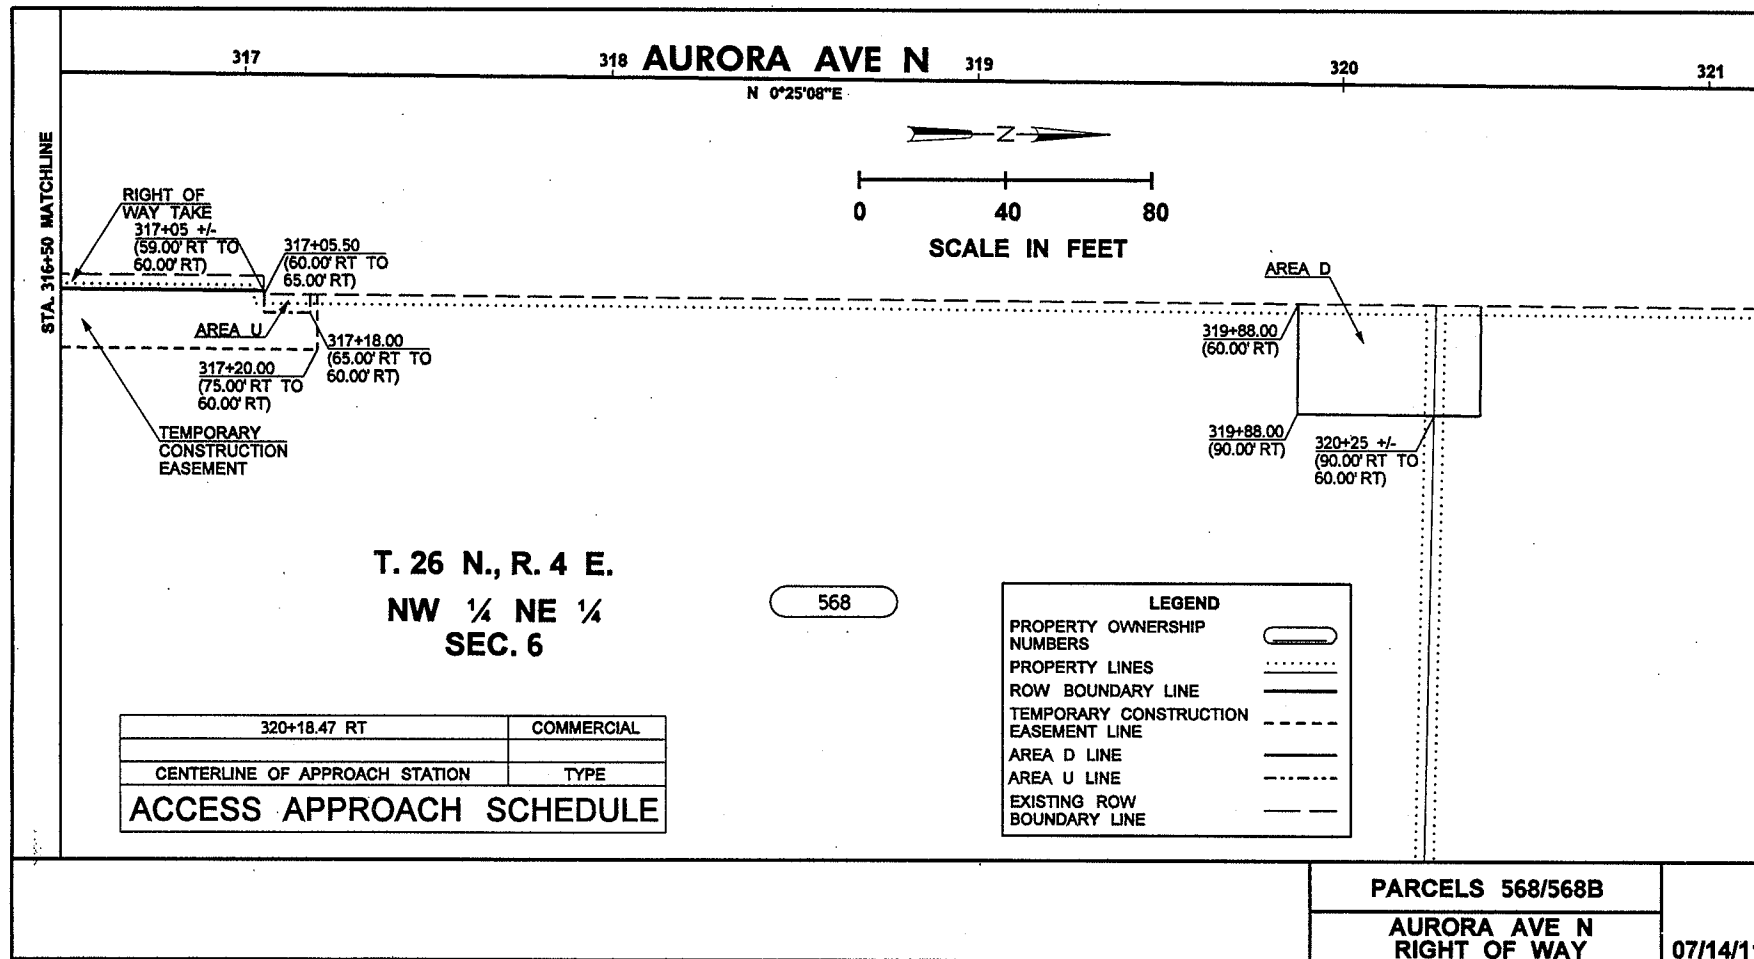 317
318
AURORA AVE N
319
320
321
N 0°25'08"E
STA. 316+50 MATCHLINE
Z
0
40
80
SCALE IN FEET
RIGHT OF
WAY TAKE
317+05 +/-
(59.00' RT TO
60.00' RT)
317+05.50
(60.00' RT TO
65.00' RT)
AREA U
317+18.00
(65.00' RT TO
60.00' RT)
317+20.00
(75.00' RT TO
60.00' RT)
TEMPORARY
CONSTRUCTION
EASEMENT
AREA D
319+88.00
(60.00' RT)
319+88.00
(90.00' RT)
320+25 +/-
(90.00' RT TO
60.00' RT)
T. 26 N., R. 4 E.
NW ¼ NE ¼
SEC. 6
568
LEGEND
PROPERTY OWNERSHIP
NUMBERS
PROPERTY LINES
ROW BOUNDARY LINE
TEMPORARY CONSTRUCTION
EASEMENT LINE
AREA D LINE
AREA U LINE
EXISTING ROW
BOUNDARY LINE
320+18.47 RT COMMERCIAL
CENTERLINE OF APPROACH STATION TYPE
ACCESS APPROACH SCHEDULE
PARCELS 568/568B
AURORA AVE N
RIGHT OF WAY
07/14/1